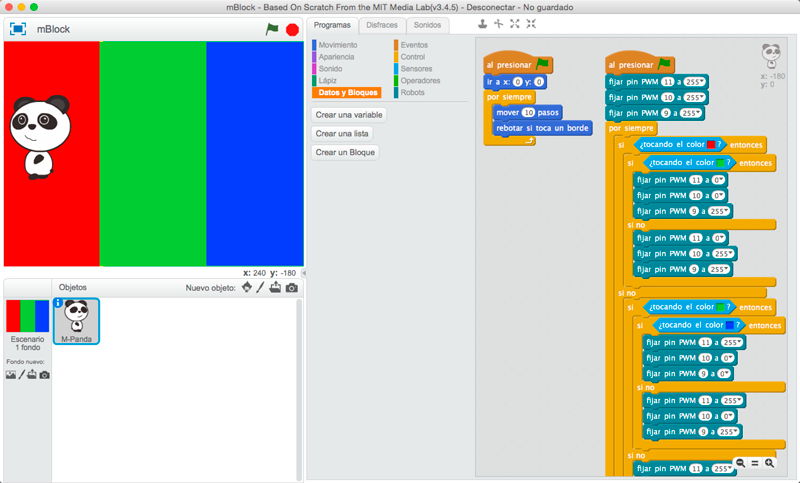 mBlock - Based On Scratch From the MIT Media Lab(v3.4.5) - Desconectar - No guardado
mBlock
x: 240 y: -180
Objetos
Nuevo objeto:
Escenario
1 fondo
Fondo nuevo:
M-Panda
Programas
Disfraces
Sonidos
Movimiento
Eventos
Apariencia
Control
Sonido
Sensores
Lápiz
Operadores
Datos y Bloques
Robots
Crear una variable
Crear una lista
Crear un Bloque
al presionar
ir a x: 0 y: 0
por siempre
mover 10 pasos
rebotar si toca un borde
x: -180
y: 0
al presionar
fijar pin PWM 11 a 255
fijar pin PWM 10 a 255
fijar pin PWM 9 a 255
por siempre
si ¿tocando el color ? entonces
si ¿tocando el color ? entonces
fijar pin PWM 11 a 0
fijar pin PWM 10 a 0
fijar pin PWM 9 a 255
si no
fijar pin PWM 11 a 0
fijar pin PWM 10 a 255
fijar pin PWM 9 a 255
si no
si ¿tocando el color ? entonces
si ¿tocando el color ? entonces
fijar pin PWM 11 a 255
fijar pin PWM 10 a 0
fijar pin PWM 9 a 0
si no
fijar pin PWM 11 a 255
fijar pin PWM 10 a 0
fijar pin PWM 9 a 255
si no
fijar pin PWM 11 a 255